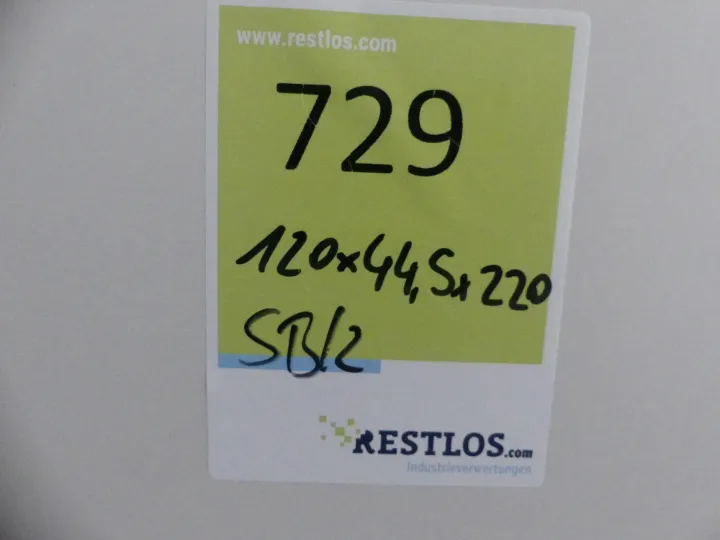 www.restlos.com
729
120x44,5x220
SB/2
RESTLOS.com
Industrieverwertungen